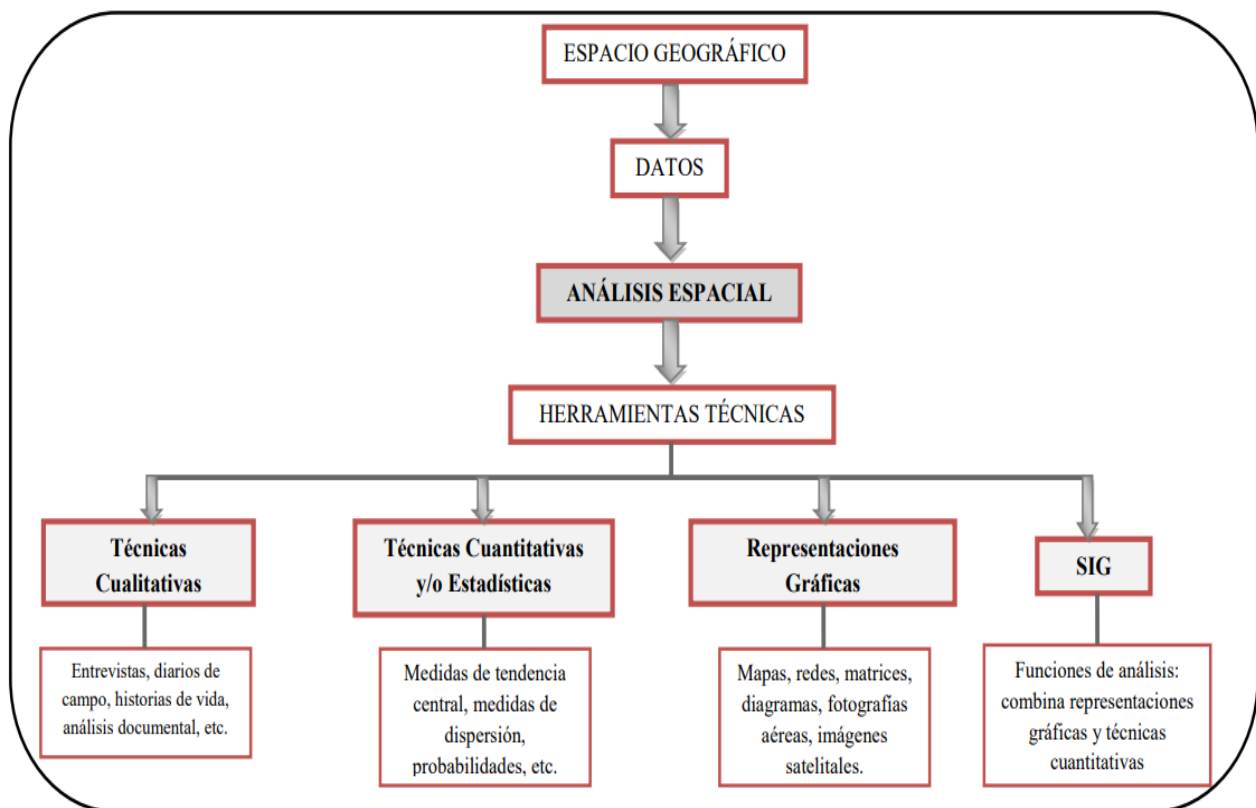 ESPACIO GEOGRÁFICO
DATOS
ANÁLISIS ESPACIAL
HERRAMIENTAS TÉCNICAS
Técnicas
Cualitativas
Entrevistas, diarios de
campo, historias de vida,
análisis documental, etc.
Técnicas Cuantitativas
y/o Estadísticas
Medidas de tendencia
central, medidas de
dispersión,
probabilidades, etc.
Representaciones
Gráficas
Mapas, redes, matrices,
diagramas, fotografías
aéreas, imágenes
satelitales.
SIG
Funciones de análisis:
combina representaciones
gráficas y técnicas
cuantitativas